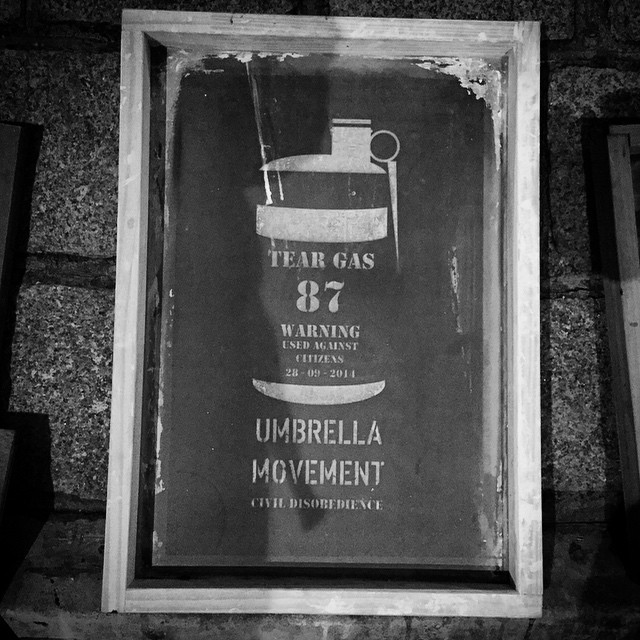 TEAR GAS
87
WARNING
USED AGAINST
CITIZENS
28-09-2014
UMBRELLA
MOVEMENT
CIVIL DISOBEDIENCE